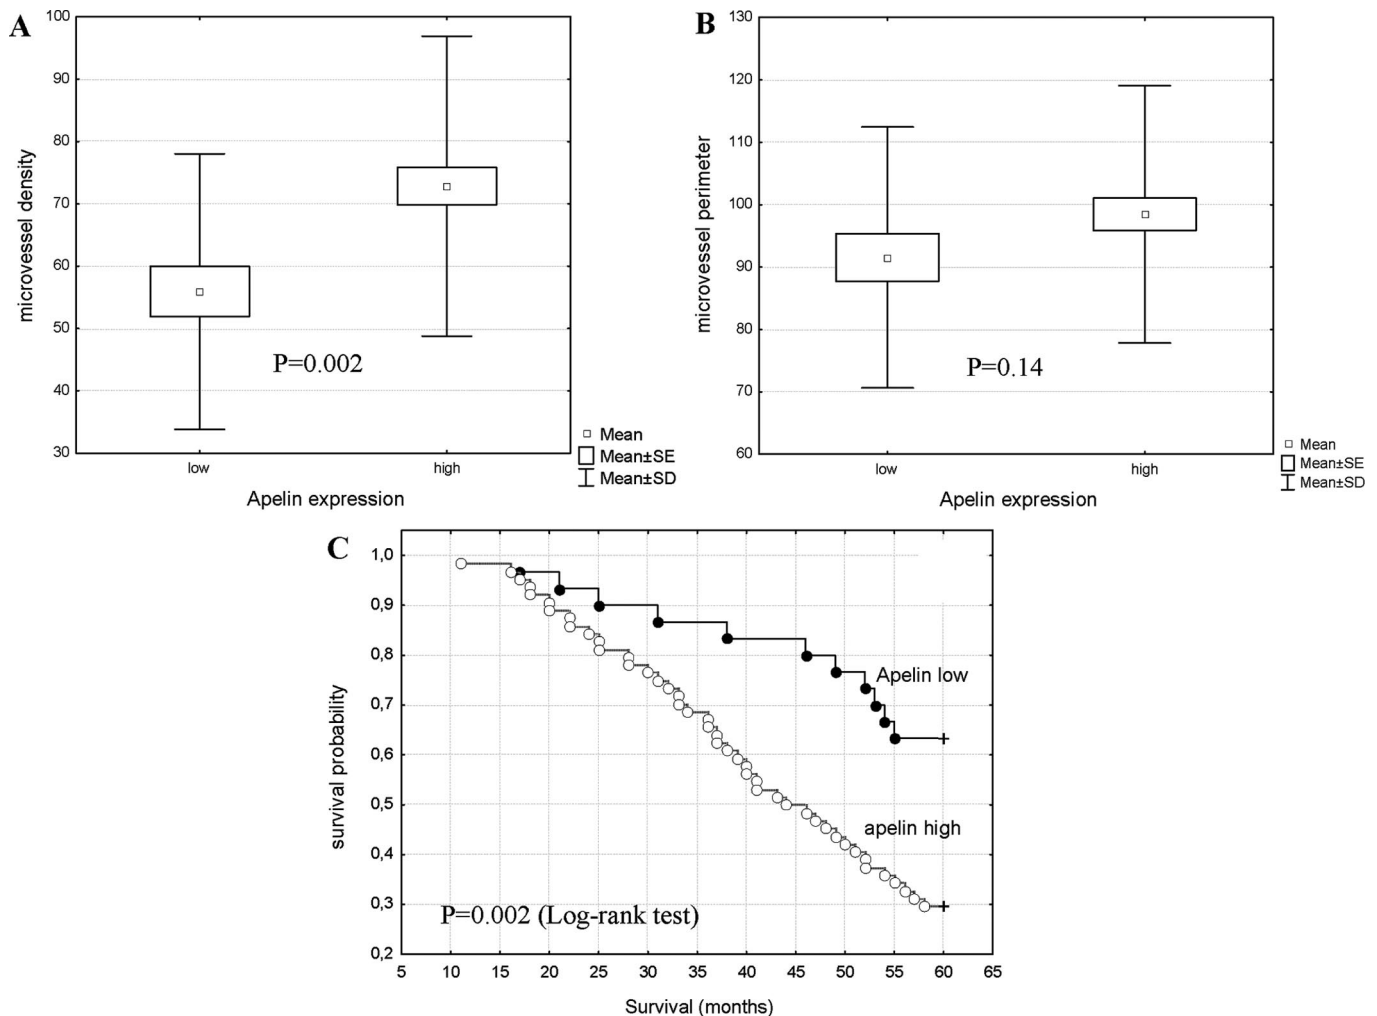 A
100
90
80
70
60
50
40
30
microvessel density
P=0.002
low
high
Apelin expression
Mean
Mean±SE
Mean±SD
B
130
120
110
100
90
80
70
60
microvessel perimeter
P=0.14
low
high
Apelin expression
Mean
Mean±SE
Mean±SD
C
1,0
0,9
0,8
0,7
0,6
0,5
0,4
0,3
0,2
survival probability
Apelin low
apelin high
P=0.002 (Log-rank test)
5 10 15 20 25 30 35 40 45 50 55 60 65
Survival (months)